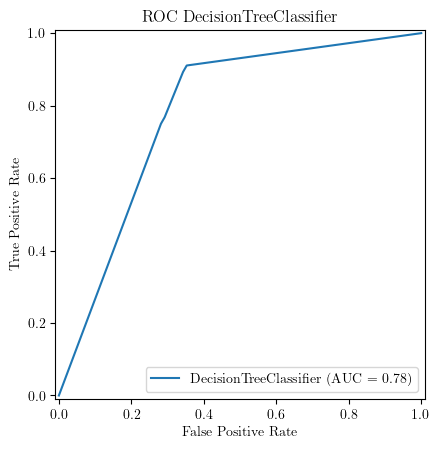 ROC DecisionTreeClassifier
1.0
0.8
0.6
0.4
0.2
0.0
True Positive Rate
DecisionTreeClassifier (AUC = 0.78)
0.0 0.2 0.4 0.6 0.8 1.0
False Positive Rate